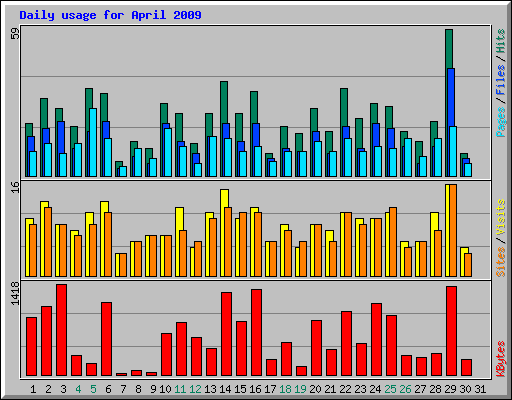 Daily usage for April 2009
59
Pages / Files / Hits
16
Sites / Visits
1418
KBytes
1 2 3 4 5 6 7 8 9 10 11 12 13 14 15 16 17 18 19 20 21 22 23 24 25 26 27 28 29 30 31